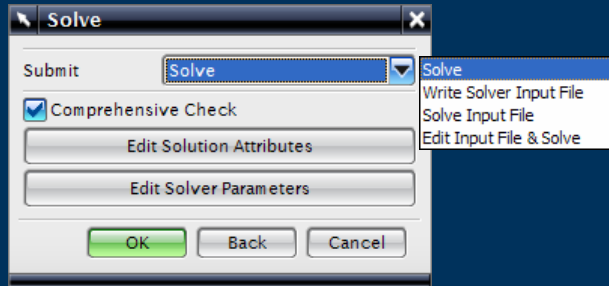 Solve
Submit
Solve
Solve
Write Solver Input File
Solve Input File
Edit Input File & Solve
Comprehensive Check
Edit Solution Attributes
Edit Solver Parameters
OK
Back
Cancel